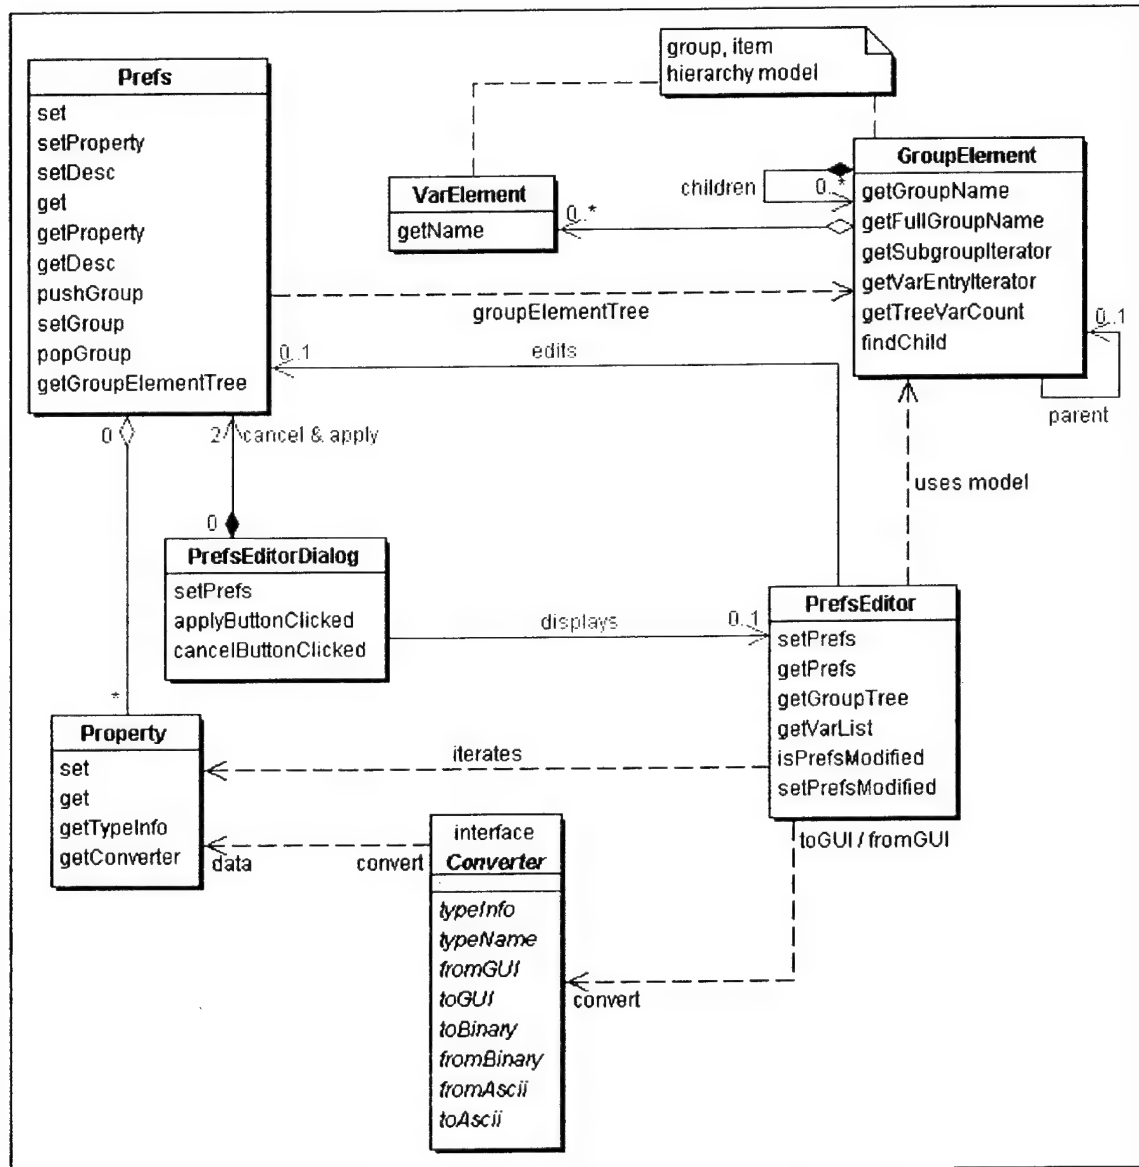 group, item
hierarchy model
Prefs
set
setProperty
setDesc
get
getProperty
getDesc
pushGroup
setGroup
popGroup
getGroupElementTree
VarElement
getName
GroupElement
getGroupName
getFullGroupName
getSubgroupIterator
getVarEntryIterator
getTreeVarCount
findChild
children
0..*
0..*
groupElementTree
0..1
edits
0..1
parent
0
2
cancel & apply
uses model
0
PrefsEditorDialog
setPrefs
applyButtonClicked
cancelButtonClicked
displays
0..1
PrefsEditor
setPrefs
getPrefs
getGroupTree
getVarList
isPrefsModified
setPrefsModified
*
Property
set
get
getTypeInfo
getConverter
iterates
data
convert
toGUI / fromGUI
interface
Converter
typeInfo
typeName
fromGUI
toGUI
toBinary
fromBinary
fromAscii
toAscii
convert